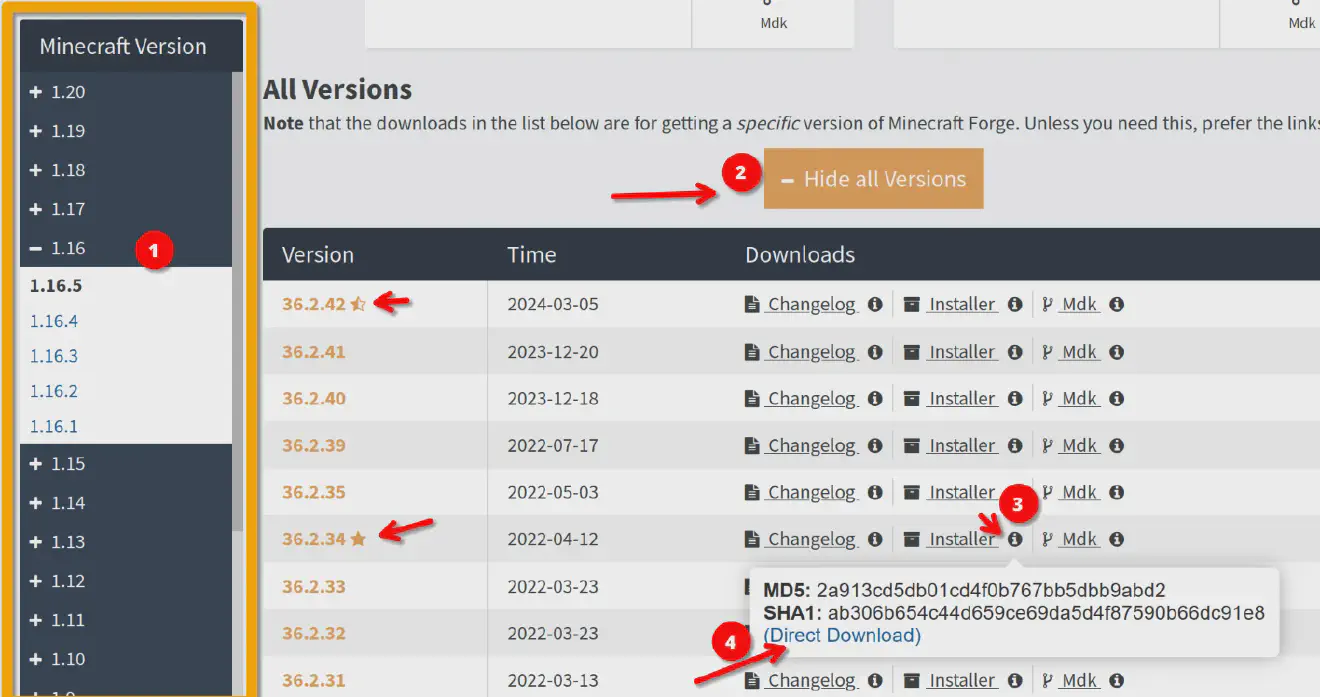 Mdk
Mdk
Minecraft Version
1.20
1.19
1.18
1.17
1.16
1
1.16.5
1.16.4
1.16.3
1.16.2
1.16.1
1.15
1.14
1.13
1.12
1.11
1.10
All Versions
Note that the downloads in the list below are for getting a specific version of Minecraft Forge. Unless you need this, prefer the links
2
Hide all Versions
Version Time Downloads
36.2.42 2024-03-05 Changelog Installer Mdk
36.2.41 2023-12-20 Changelog Installer Mdk
36.2.40 2023-12-18 Changelog Installer Mdk
36.2.39 2022-07-17 Changelog Installer Mdk
36.2.35 2022-05-03 Changelog Installer Mdk
3
36.2.34 2022-04-12 Changelog Installer Mdk
36.2.33 2022-03-23
MD5: 2a913cd5db01cd4f0b767bb5dbb9abd2
SHA1: ab306b654c44d659ce69da5d4f87590b66dc91e8
36.2.32 2022-03-23
4
(Direct Download)
36.2.31 2022-03-13 Changelog Installer Mdk